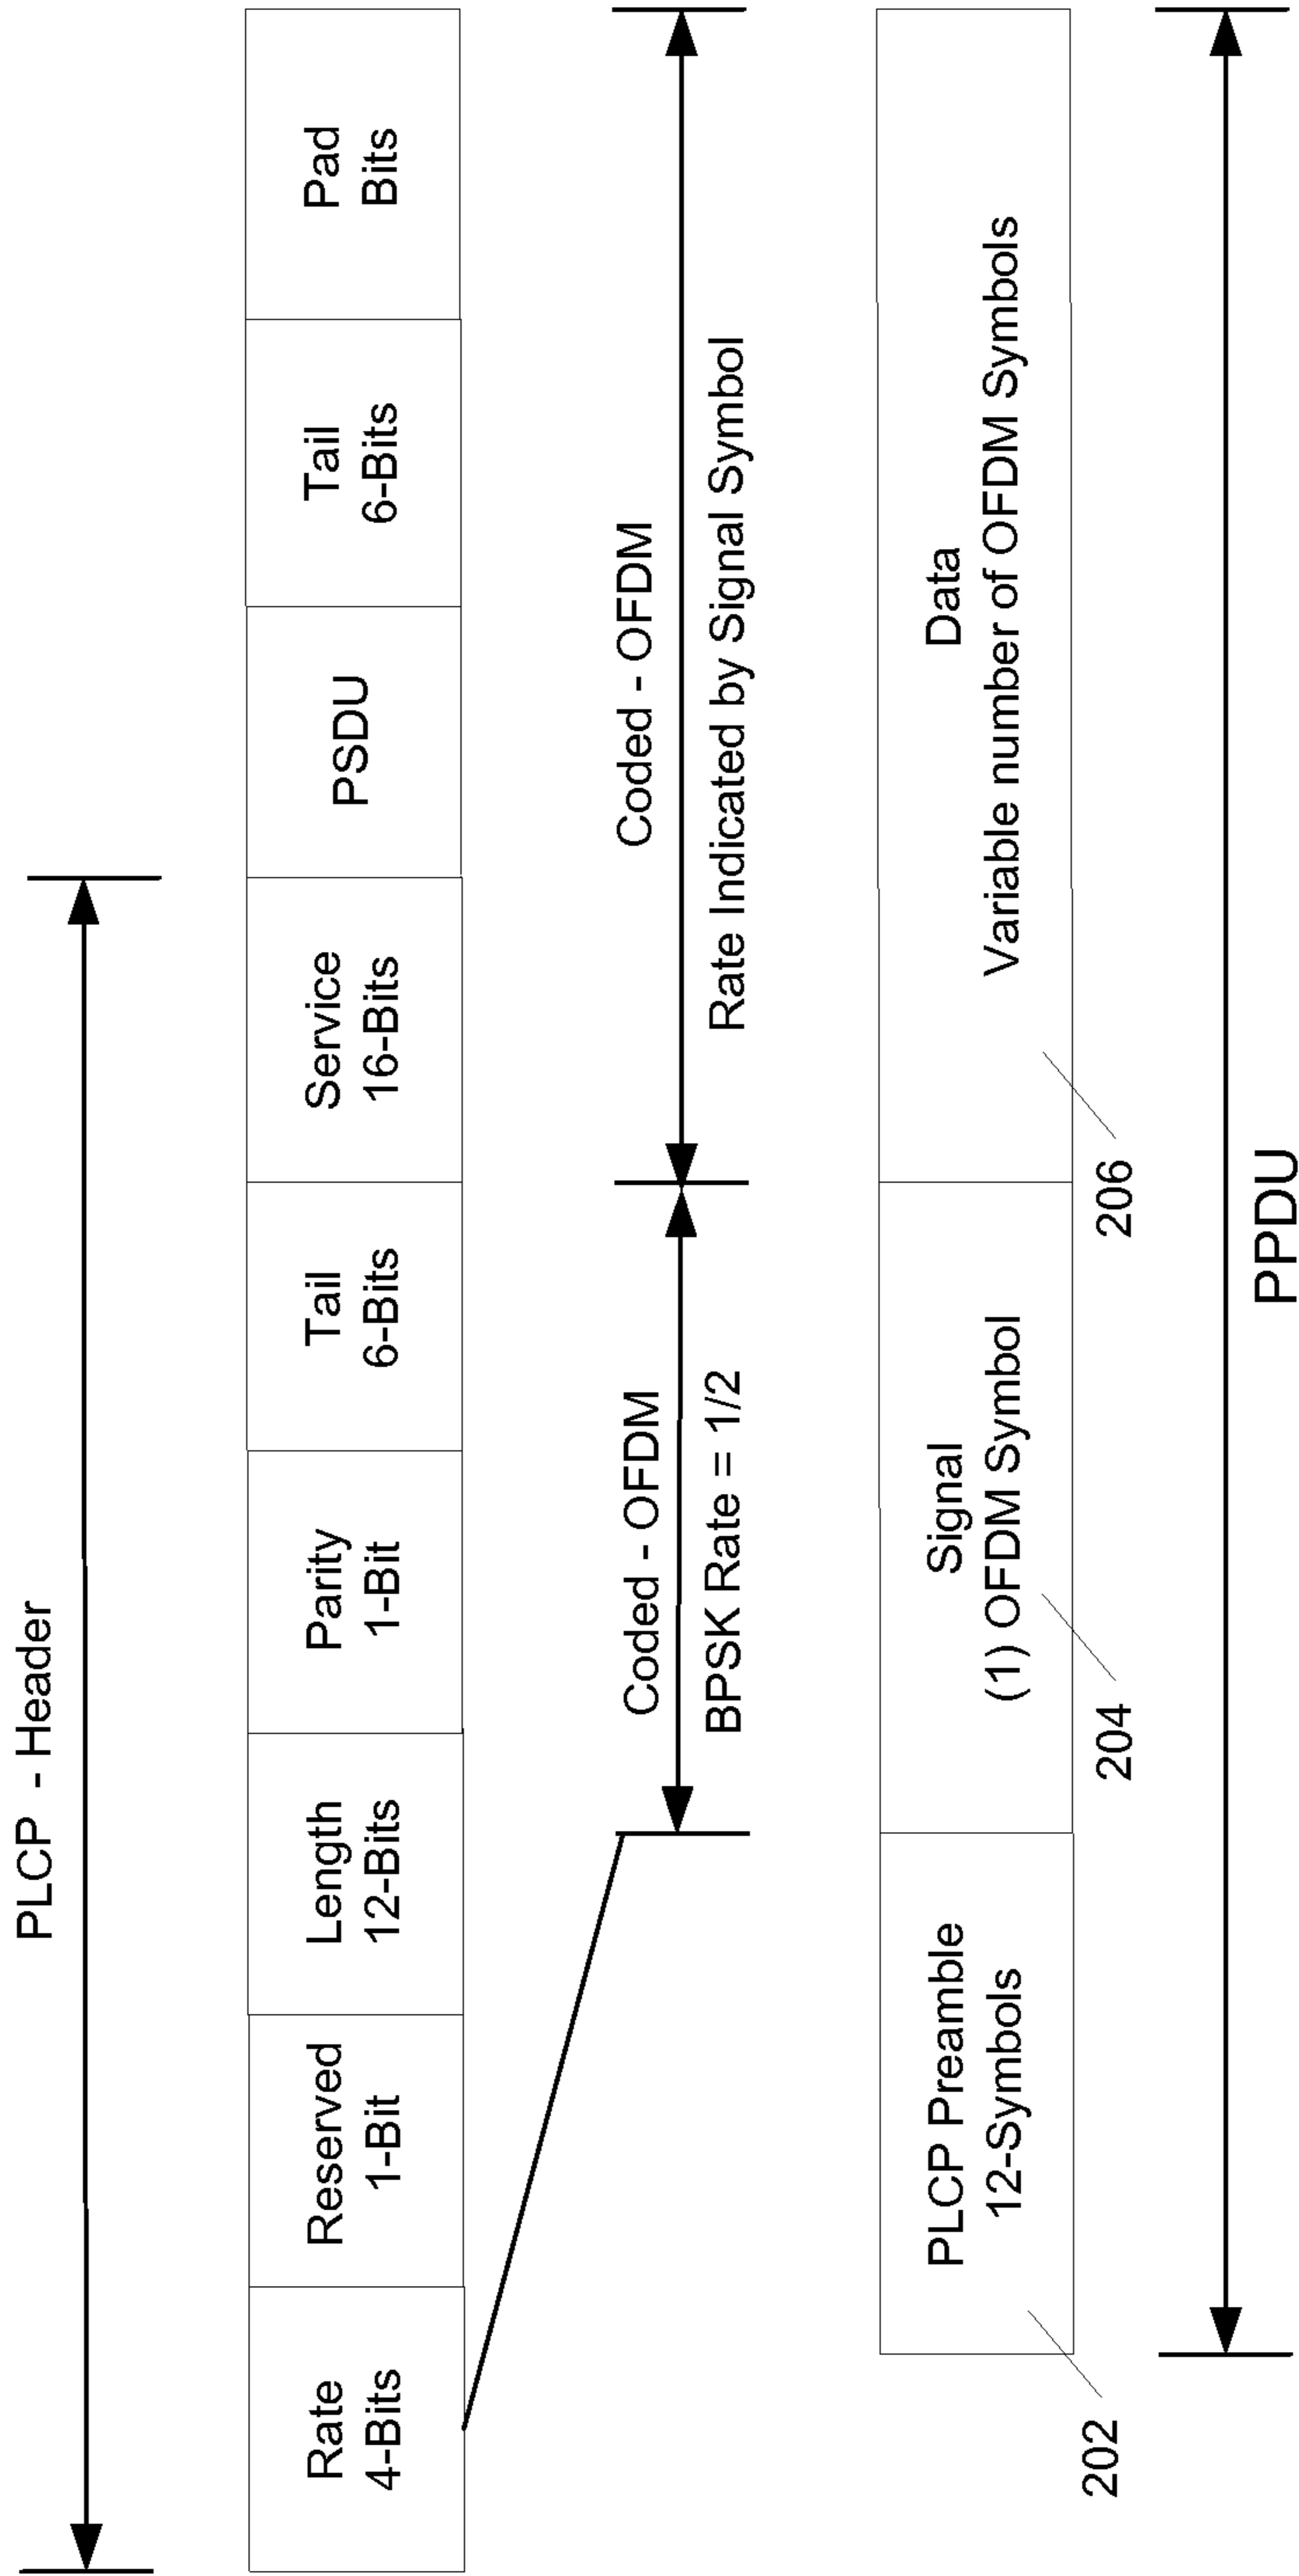 PLCP - Header
Rate
4-Bits
Reserved
1-Bit
Length
12-Bits
Parity
1-Bit
Tail
6-Bits
Service
16-Bits
PSDU
Tail
6-Bits
Pad
Bits
Coded - OFDM
BPSK Rate = 1/2
Coded - OFDM
Rate Indicated by Signal Symbol
PLCP Preamble
12-Symbols
Signal
(1) OFDM Symbol
Data
Variable number of OFDM Symbols
202
204
206
PPDU